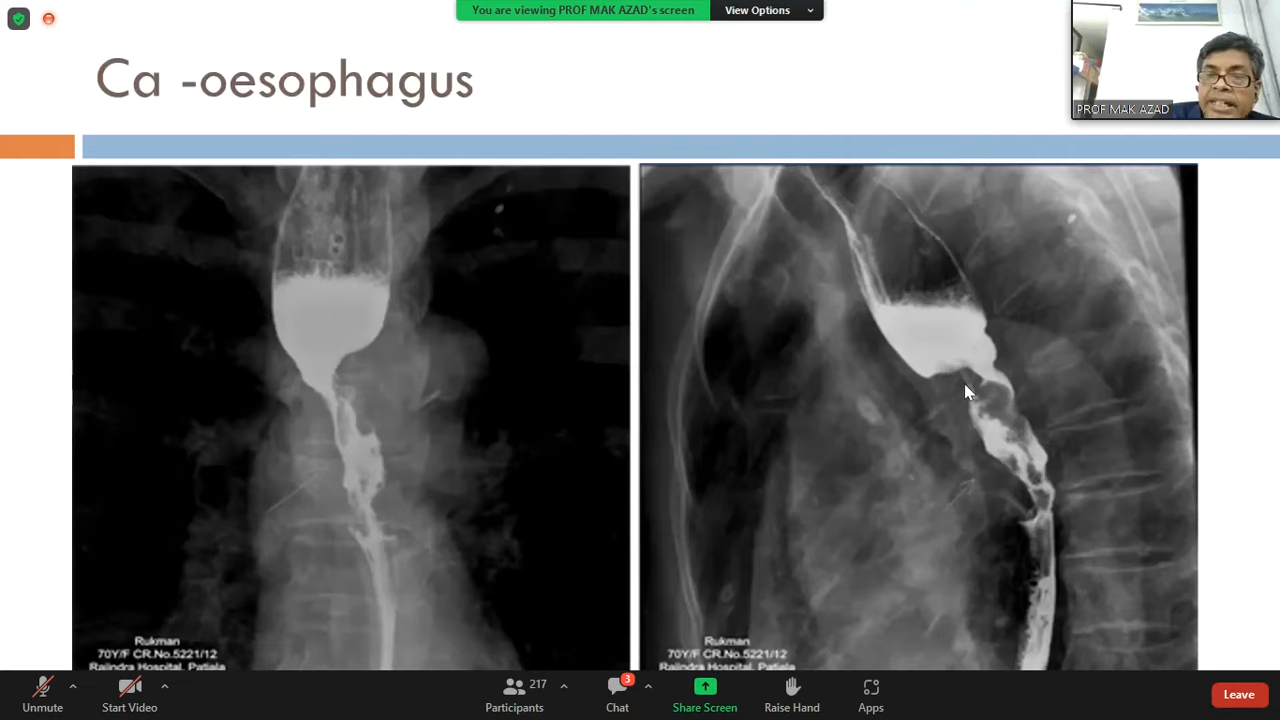 You are viewing PROF MAK AZAD's screen
View Options
Ca -oesophagus
PROF MAK AZAD
Rukman
70Y/F CR.No.5221/12
Rajindra Hospital, Patiala
Rukman
70Y/F CR.No.5221/12
Rajindra Hospital, Patiala
Unmute
Start Video
217
Participants
3
Chat
Share Screen
Raise Hand
Apps
Leave